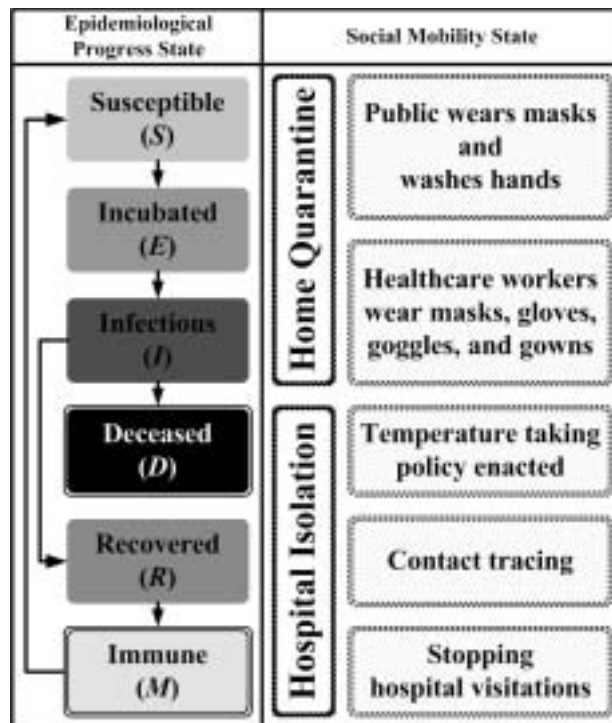 Epidemiological
Progress State
Social Mobility State
Susceptible
(S)
Incubated
(E)
Infectious
(I)
Deceased
(D)
Recovered
(R)
Immune
(M)
Home Quarantine
Hospital Isolation
Public wears masks
and
washes hands
Healthcare workers
wear masks, gloves,
goggles, and gowns
Temperature taking
policy enacted
Contact tracing
Stopping
hospital visitations